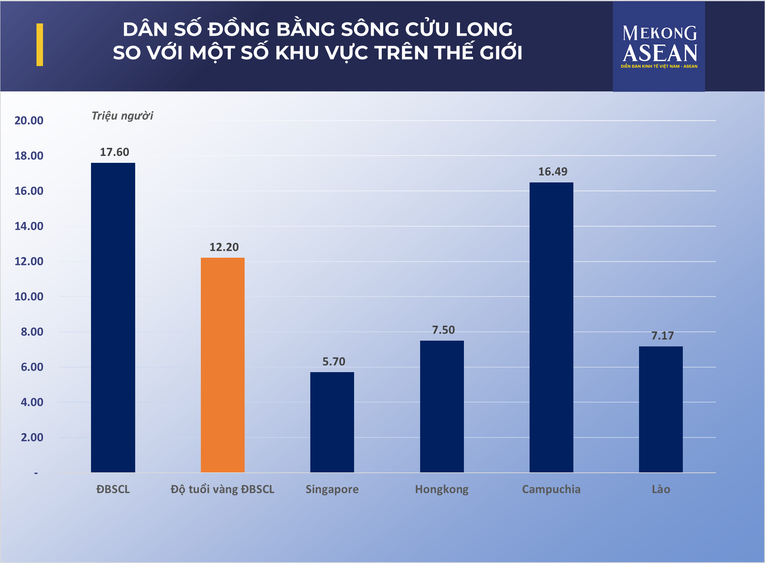 DÂN SỐ ĐỒNG BẰNG SÔNG CỬU LONG
SO VỚI MỘT SỐ KHU VỰC TRÊN THẾ GIỚI
MEKONG
ASEAN
DIỄN ĐÀN KINH TẾ VIỆT NAM - ASEAN
Triệu người
20.00
18.00
16.00
14.00
12.00
10.00
8.00
6.00
4.00
2.00
-
17.60
12.20
5.70
7.50
16.49
7.17
ĐBSCL
Độ tuổi vàng ĐBSCL
Singapore
Hongkong
Campuchia
Lào